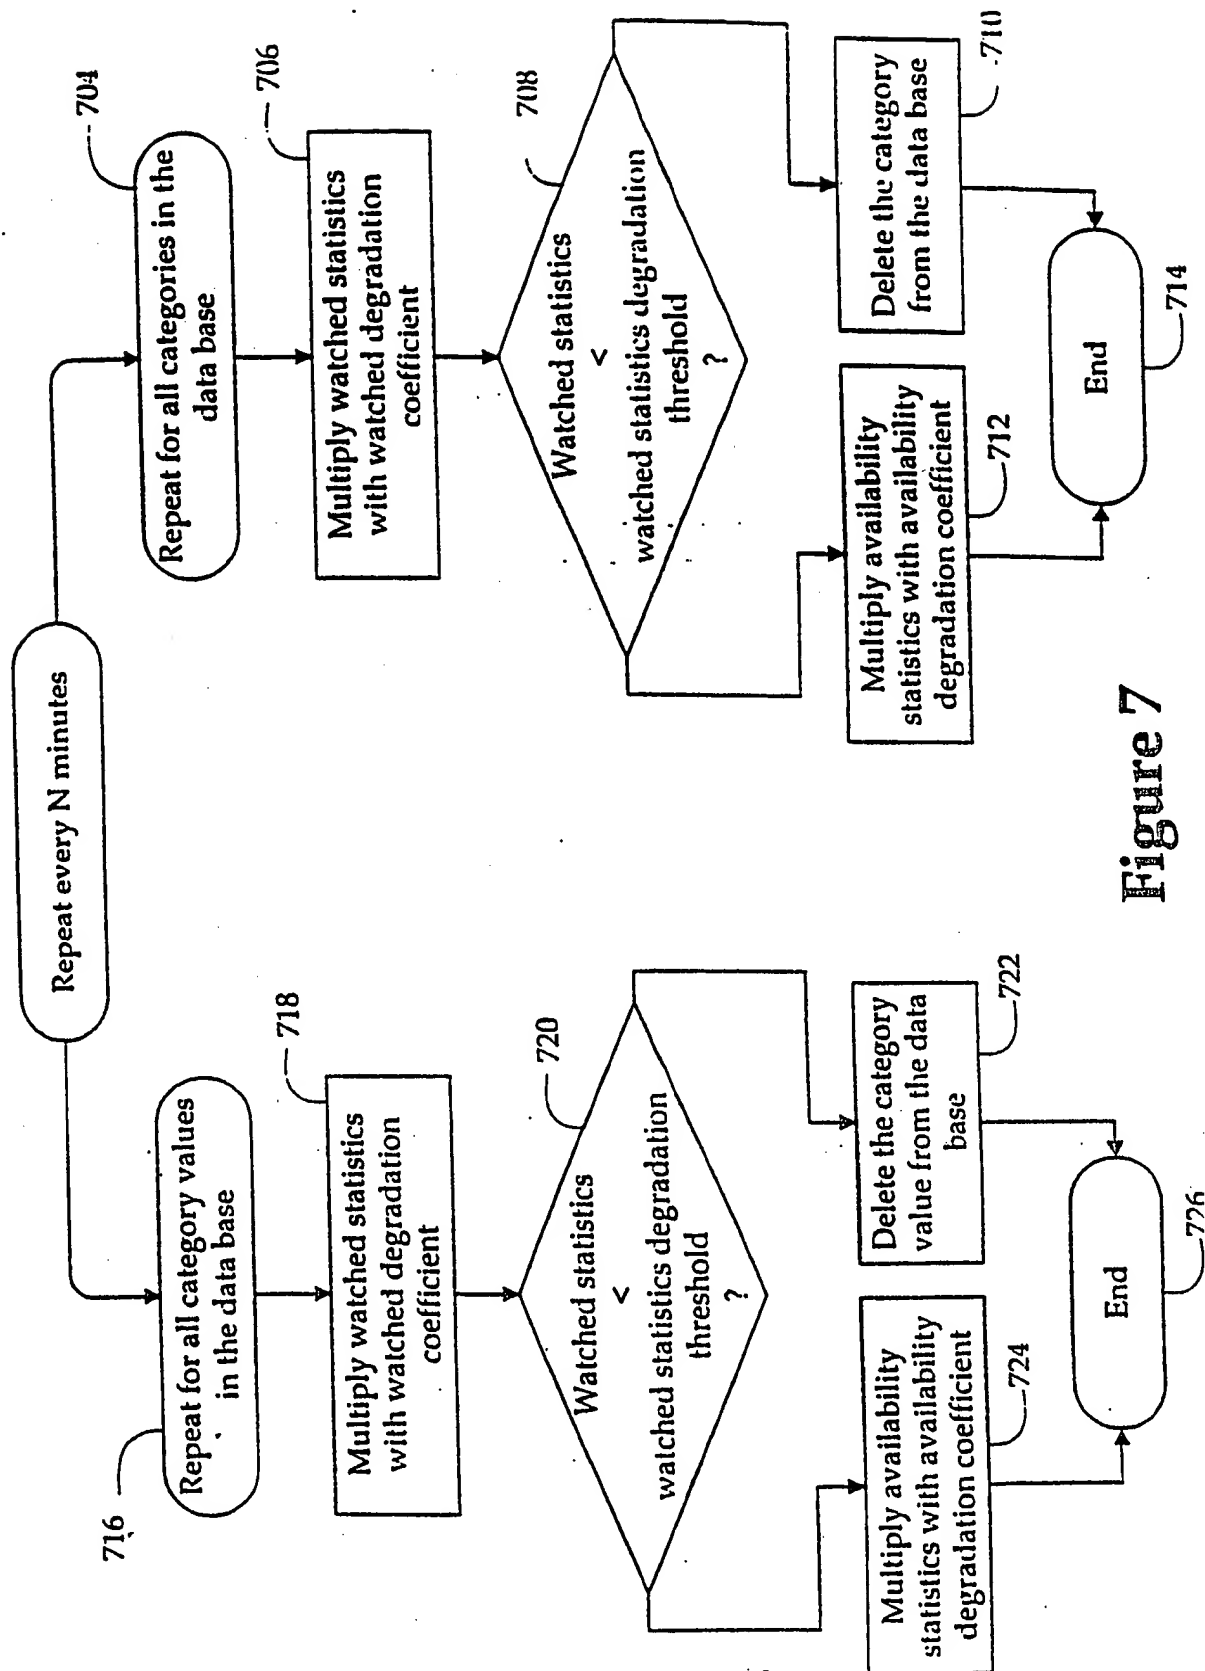 Repeat every N minutes
716
Repeat for all category values
in the data base
718
Multiply watched statistics
with watched degradation
coefficient
720
Watched statistics
<
watched statistics degradation
threshold
?
Multiply availability
statistics with availability
degradation coefficient
724
Delete the category
value from the data
base
722
End
726
704
Repeat for all categories in the
data base
706
Multiply watched statistics
with watched degradation
coefficient
708
Watched statistics
<
watched statistics degradation
threshold
?
Multiply availability
statistics with availability
degradation coefficient
712
Delete the category
from the data base
710
End
714
Figure 7